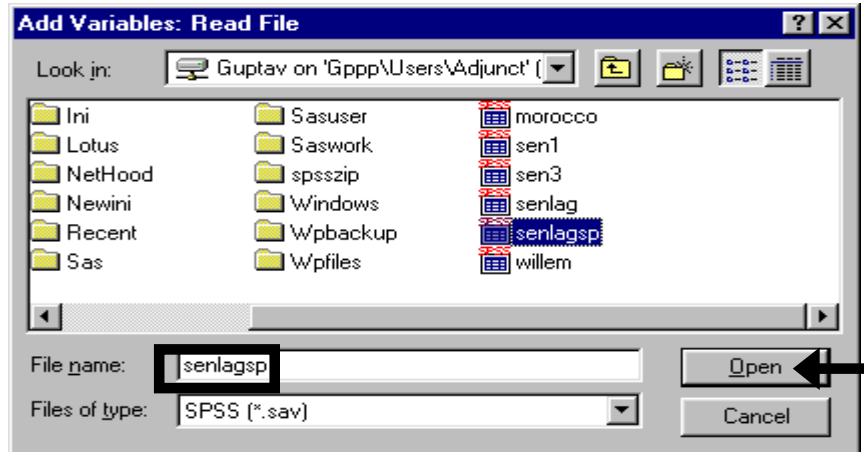 Add Variables: Read File
Look in: Guptav on 'Gppp\Users\Adjunct' (
Ini Sasuser morocco
Lotus Saswork sen1
NetHood spsszip sen3
Newini Windows senlag
Recent Wpbackup senlagsp
Sas Wpfiles willem
File name: senlagsp Open
Files of type: SPSS (*.sav) Cancel